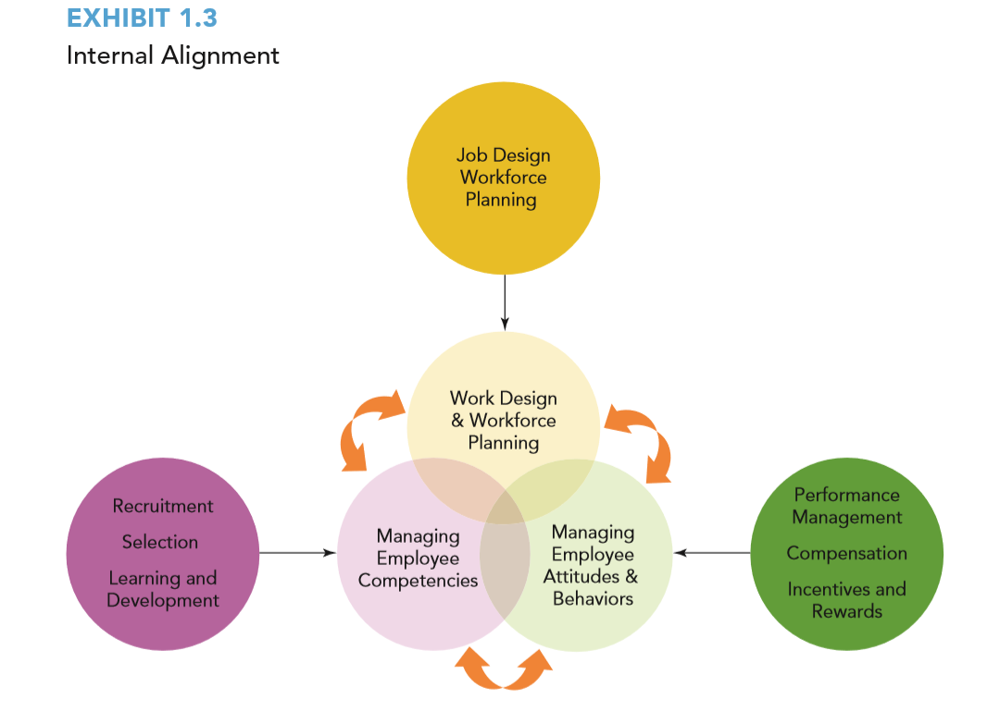 EXHIBIT 1.3
Internal Alignment
Job Design
Workforce
Planning
Work Design
& Workforce
Planning
Recruitment
Selection
Learning and
Development
Managing
Employee
Competencies
Managing
Employee
Attitudes &
Behaviors
Performance
Management
Compensation
Incentives and
Rewards